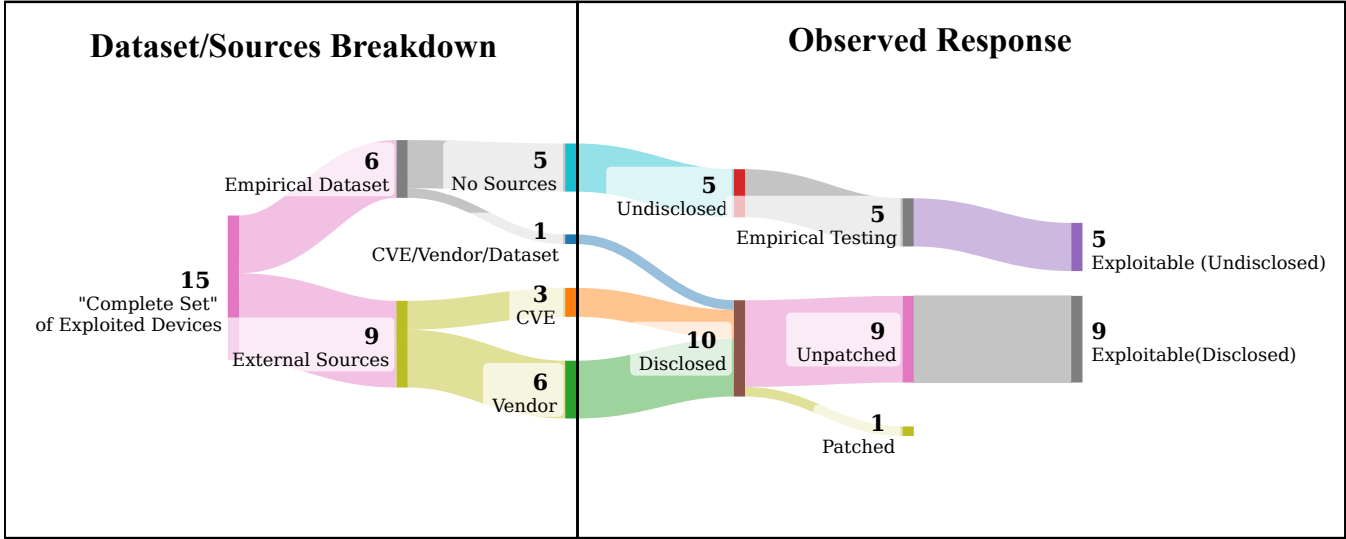 Dataset/Sources Breakdown
Observed Response
15
"Complete Set"
of Exploited Devices
6
Empirical Dataset
9
External Sources
5
No Sources
1
CVE/Vendor/Dataset
3
CVE
6
Vendor
5
Undisclosed
10
Disclosed
5
Empirical Testing
9
Unpatched
1
Patched
5
Exploitable (Undisclosed)
9
Exploitable(Disclosed)